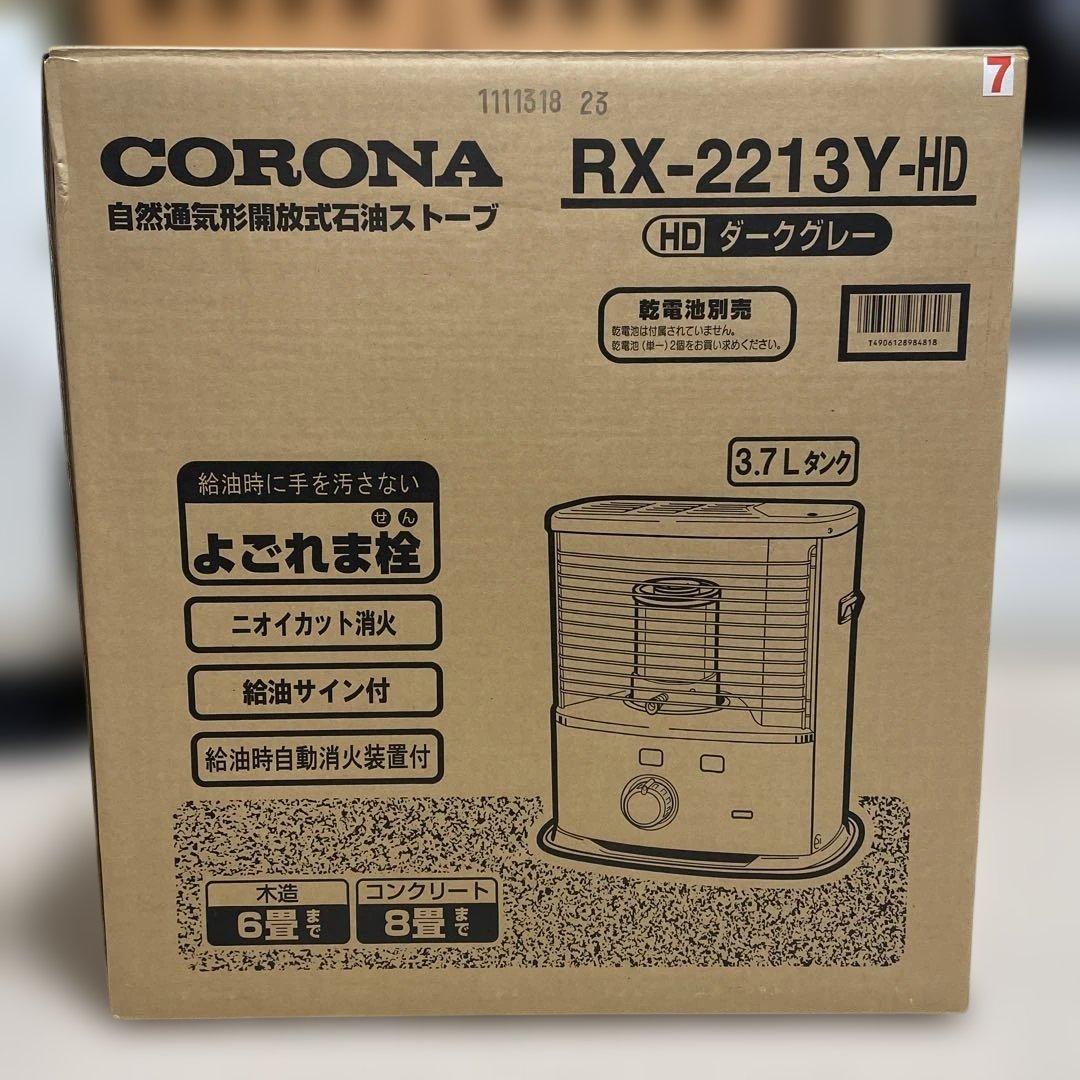 7
1111318 23
CORONA
自然通気形開放式石油ストーブ
RX-2213Y-HD
HD ダークグレー
乾電池別売
乾電池は付属されていません。
乾電池(単一)2個をお買い求めください。
T4906128984818
3.7Lタンク
給油時に手を汚さない
せん
よごれま栓
ニオイカット消火
給油サイン付
給油時自動消火装置付
木造
6畳まで
コンクリート
8畳まで